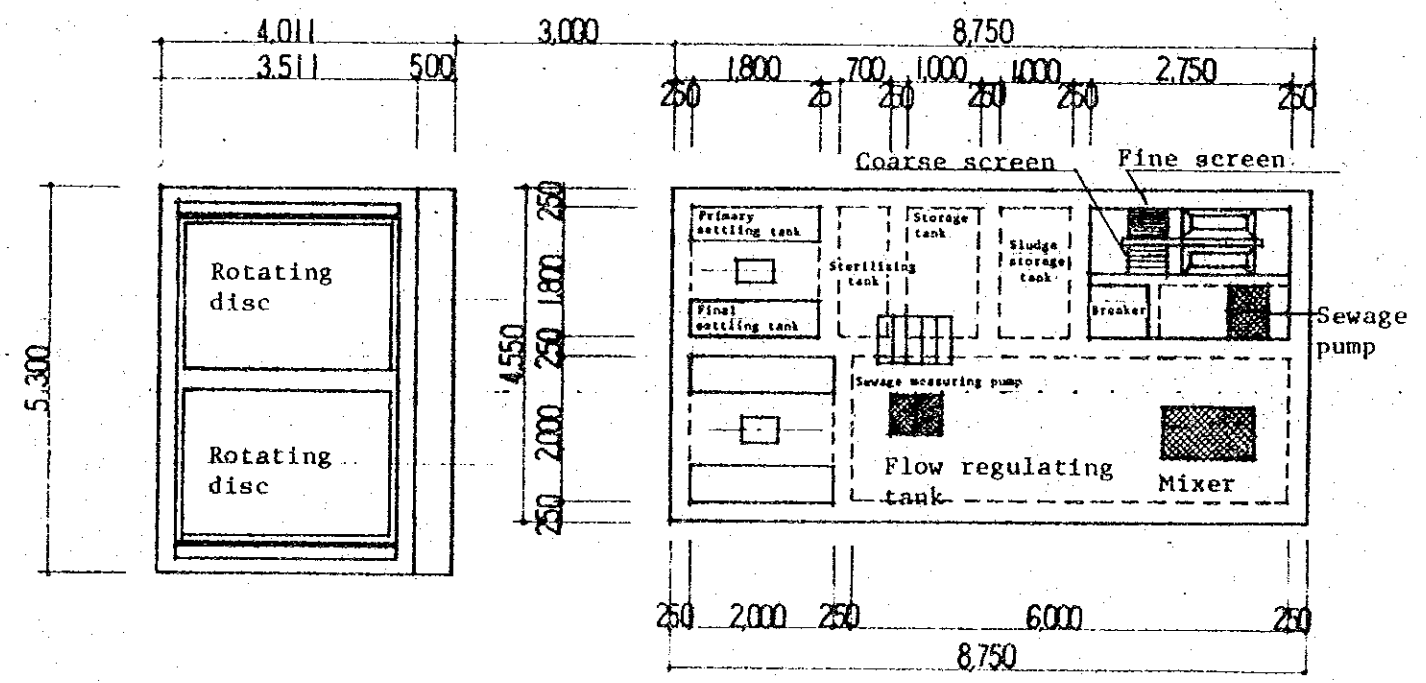 4,011
3,000
8,750
3,511
500
1,800
700
1,000
1,000
2,750
250
25
250
250
250
250
Coarse screen
Fine screen
250
1,800
250
2,000
250
4,550
5,300
Rotating
disc
Rotating
disc
Primary
settling tank
Final
settling tank
Sterilising
tank
Storage
tank
Sludge
storage
tank
Breaker
Sewage
pump
Sewage measuring pump
Flow regulating
tank
Mixer
250
2,000
250
6,000
250
8,750